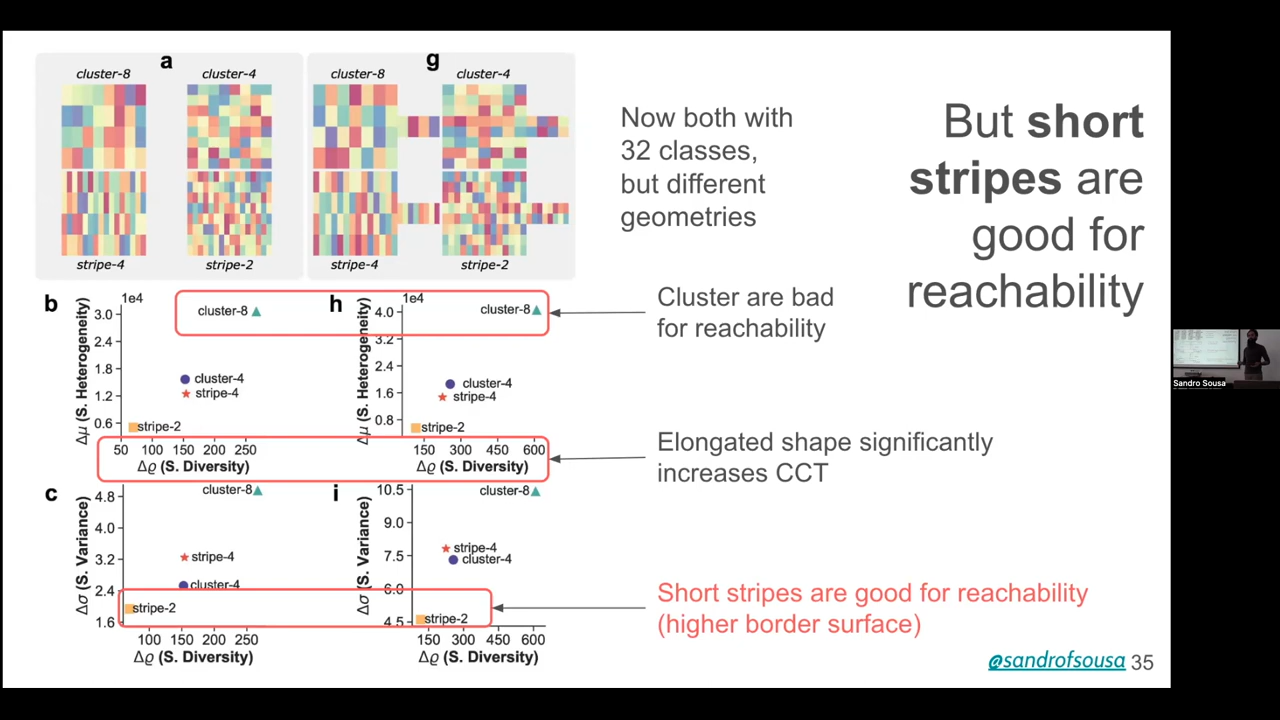 a
g
cluster-8
cluster-4
cluster-8
cluster-4
stripe-4
stripe-2
stripe-4
stripe-2
Now both with
32 classes,
but different
geometries
But short
stripes are
good for
reachability
b
1e4
Δμ (S. Heterogeneity)
3.0
2.4
1.8
1.2
0.6
cluster-8
cluster-4
stripe-4
stripe-2
50 100 150 200 250
Δϱ (S. Diversity)
h
1e4
Δμ (S. Heterogeneity)
4.0
3.2
2.4
1.6
0.8
cluster-8
cluster-4
stripe-4
stripe-2
150 300 450 600
Δϱ (S. Diversity)
Cluster are bad
for reachability
Elongated shape significantly
increases CCT
c
Δσ (S. Variance)
4.8
4.0
3.2
2.4
1.6
cluster-8
stripe-4
cluster-4
stripe-2
100 150 200 250
Δϱ (S. Diversity)
i
Δσ (S. Variance)
10.5
9.0
7.5
6.0
4.5
cluster-8
stripe-4
cluster-4
stripe-2
150 300 450 600
Δϱ (S. Diversity)
Short stripes are good for reachability
(higher border surface)
@sandrofsousa 35
Sandro Sousa